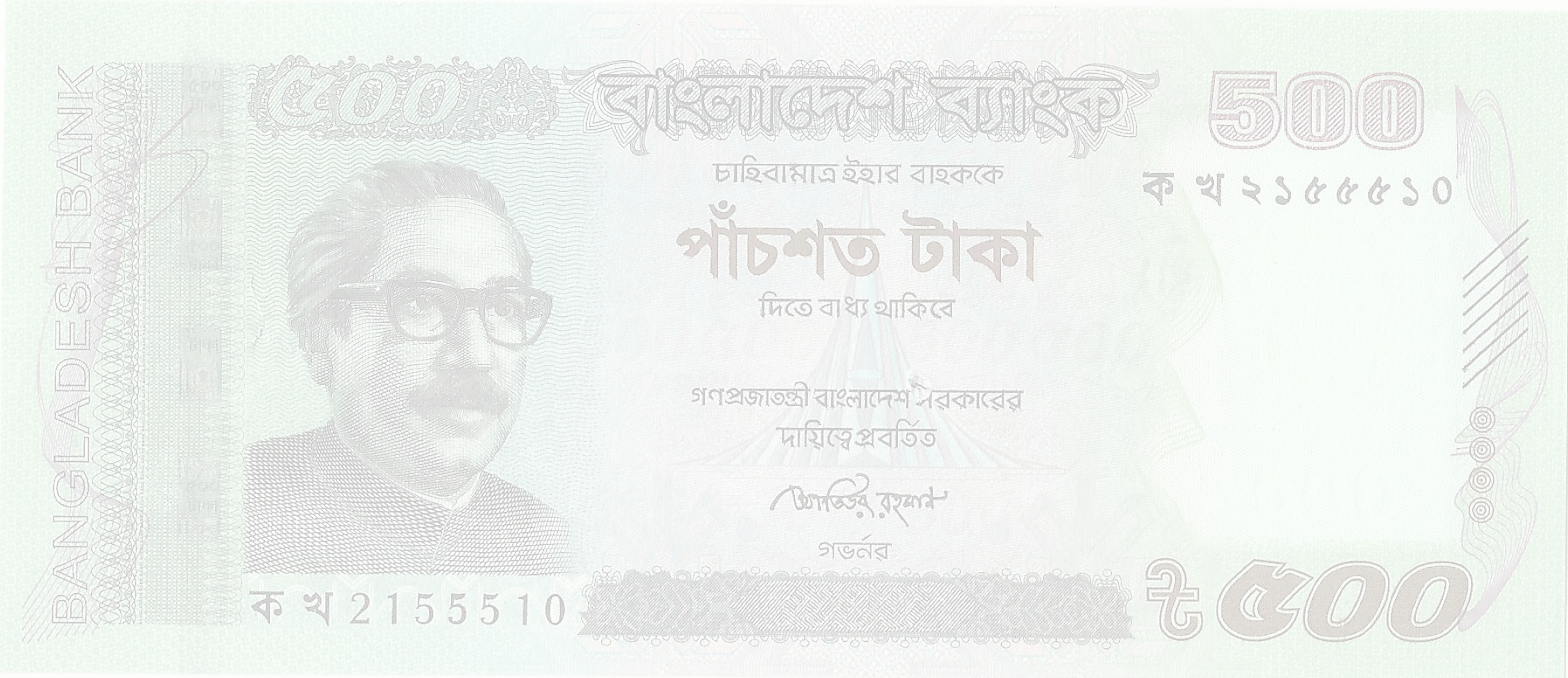 BANGLADESH BANK
৫০০
বাংলাদেশ ব্যাংক
500
চাহিবামাত্র ইহার বাহককে
ক খ ২১৫৫৫১০
পাঁচশত টাকা
দিতে বাধ্য থাকিবে
গণপ্রজাতন্ত্রী বাংলাদেশ সরকারের
দায়িত্বে প্রবর্তিত
আতিউর রহমান
গভর্নর
ক খ 2155510
৳ ৫০০